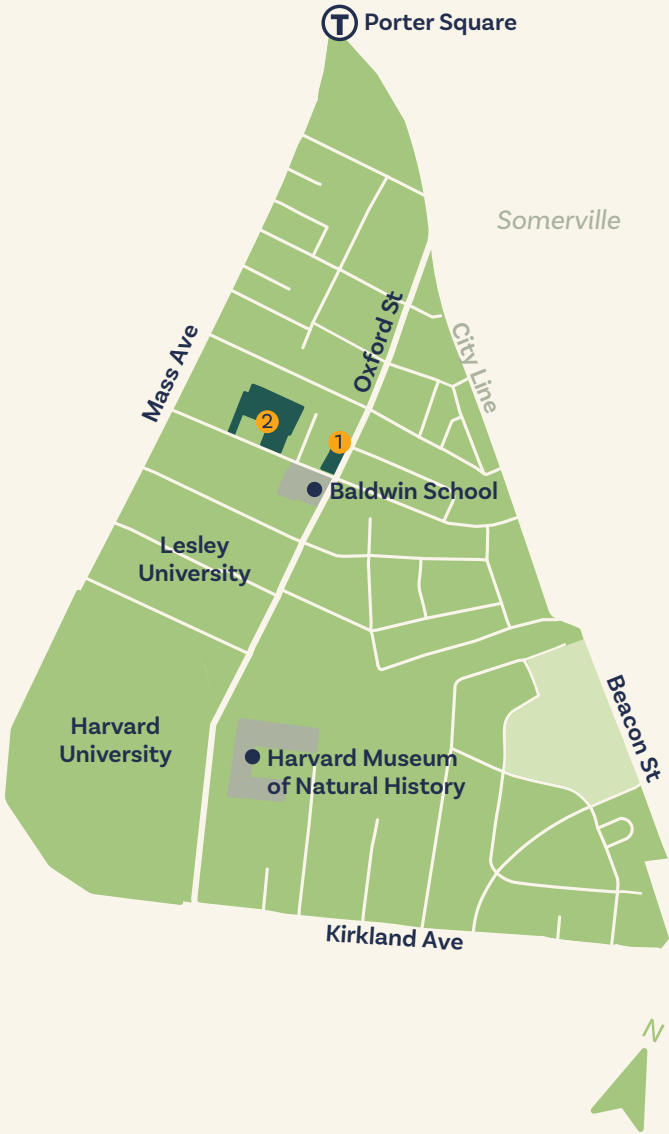 T Porter Square
Somerville
Oxford St
Mass Ave
City Line
2
1
Baldwin School
Lesley
University
Beacon St
Harvard
University
Harvard Museum
of Natural History
Kirkland Ave
N